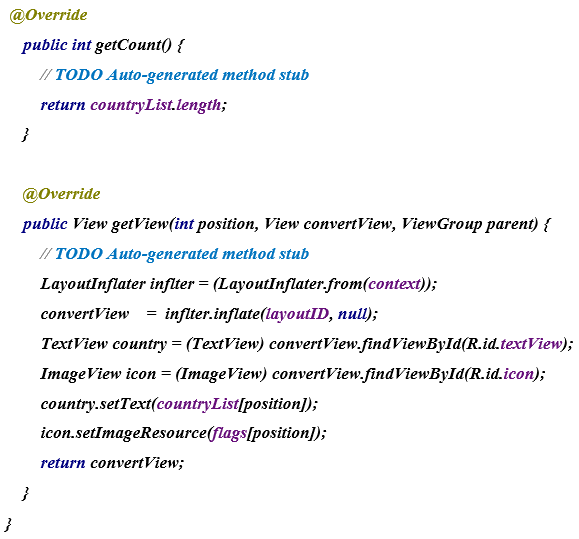 @Override
public int getCount() {
// TODO Auto-generated method stub
return countryList.length;
}
@Override
public View getView(int position, View convertView, ViewGroup parent) {
// TODO Auto-generated method stub
LayoutInflater inflter = (LayoutInflater.from(context));
convertView = inflter.inflate(layoutID, null);
TextView country = (TextView) convertView.findViewById(R.id.textView);
ImageView icon = (ImageView) convertView.findViewById(R.id.icon);
country.setText(countryList[position]);
icon.setImageResource(flags[position]);
return convertView;
}
}